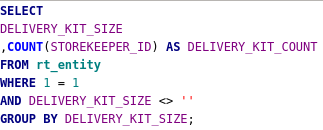 SELECT
DELIVERY_KIT_SIZE
,COUNT(STOREKEEPER_ID) AS DELIVERY_KIT_COUNT
FROM rt_entity
WHERE 1 = 1
AND DELIVERY_KIT_SIZE <> ''
GROUP BY DELIVERY_KIT_SIZE;